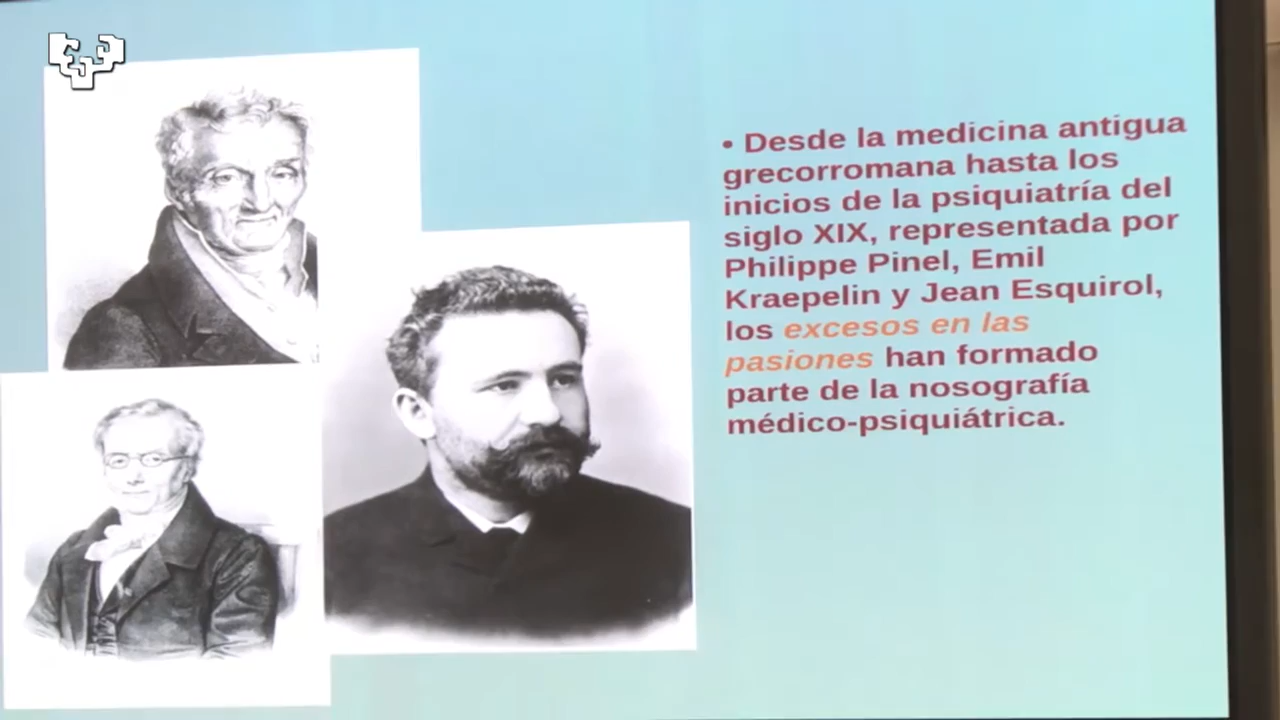 • Desde la medicina antigua
grecorromana hasta los
inicios de la psiquiatría del
siglo XIX, representada por
Philippe Pinel, Emil
Kraepelin y Jean Esquirol,
los excesos en las
pasiones han formado
parte de la nosografía
médico-psiquiátrica.